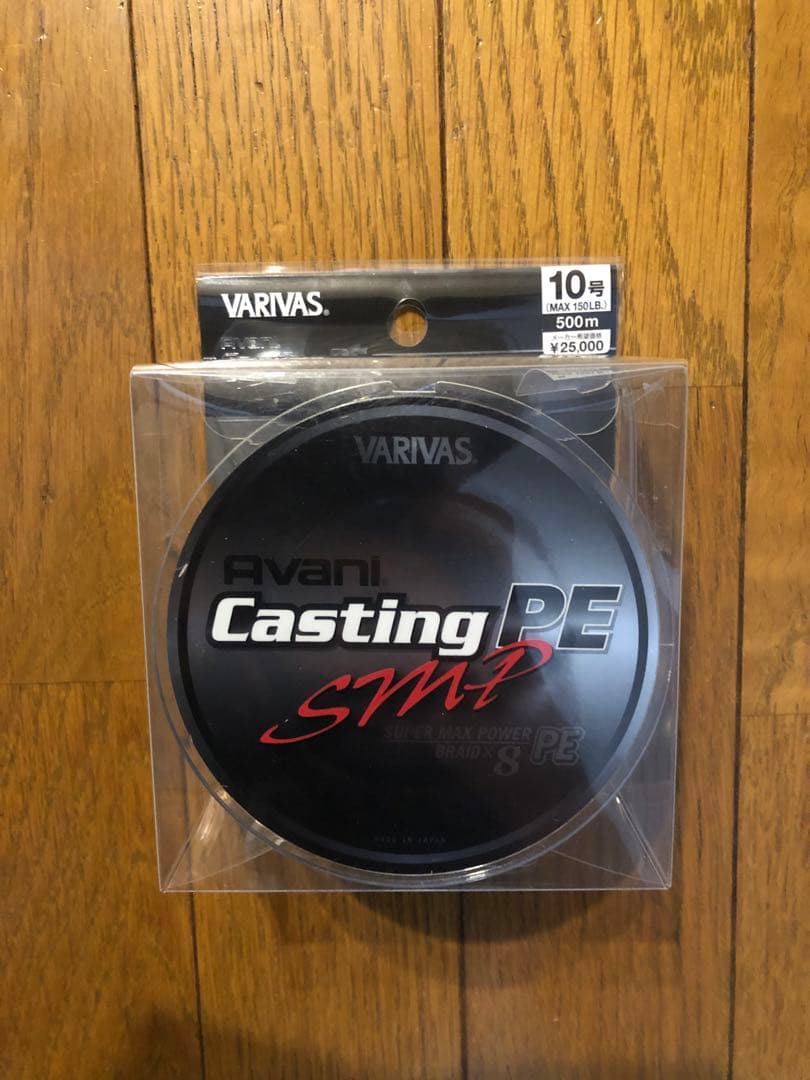 VARIVAS®
Avani
10号
(MAX 150LB.)
500m
メーカー希望価格
¥25,000
VARIVAS®
Avani®
Casting PE
SMP
SUPER MAX POWER
BRAID×8 PE
MADE IN JAPAN